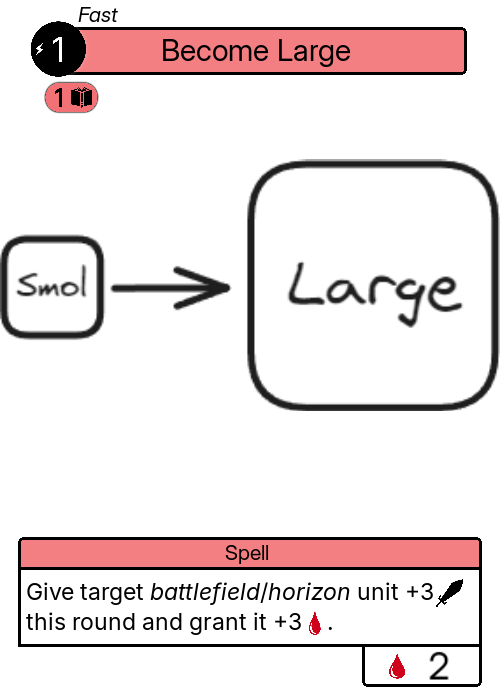 Fast
1
Become Large
1
Smol
Large
Spell
Give target battlefield/horizon unit +3
this round and grant it +3 .
2